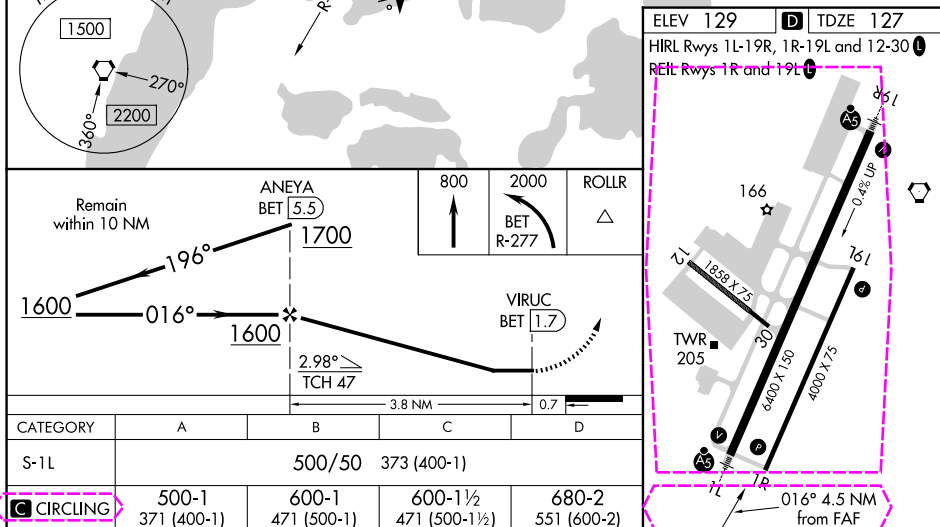 1500
270°
2200
360°
R-
Remain
within 10 NM
ANEYA
BET 5.5
1700
196°
1600
016°
1600
VIRUC
BET 1.7
2.98°
TCH 47
3.8 NM
0.7
800
2000
BET
R-277
ROLLR
CATEGORY A B C D
S-1L 500/50 373 (400-1)
C CIRCLING 500-1 600-1 600-1½ 680-2
371 (400-1) 471 (500-1) 471 (500-1½) 551 (600-2)
ELEV 129 D TDZE 127
HIRL Rwys 1L-19R, 1R-19L and 12-30 L
REIL Rwys 1R and 19L L
19R
A5
V
0.4% UP
166
19L
P
12
1858 X 75
30
TWR
205
6400 X 150
4000 X 75
V
P
A5
1L
1R
016° 4.5 NM
from FAF